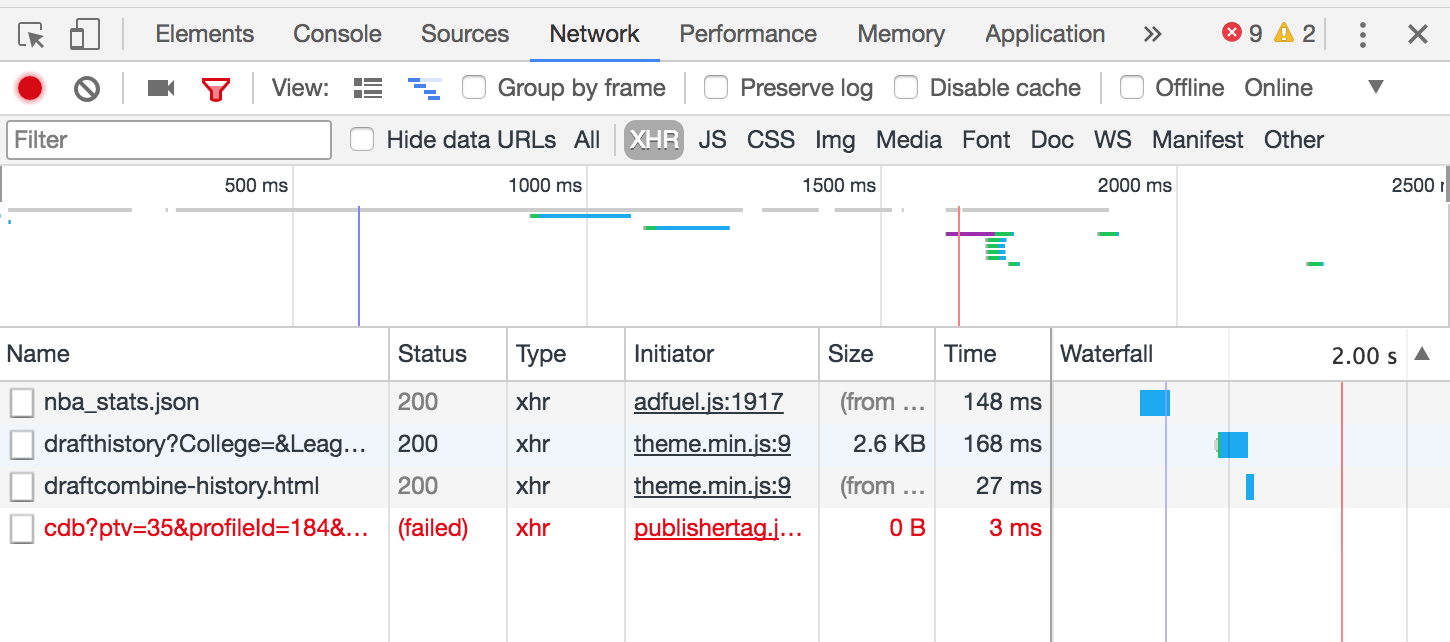 Elements Console Sources Network Performance Memory Application » 9 2
View: Group by frame Preserve log Disable cache Offline Online
Filter Hide data URLs All XHR JS CSS Img Media Font Doc WS Manifest Other
500 ms 1000 ms 1500 ms 2000 ms 2500
Name Status Type Initiator Size Time Waterfall 2.00 s
nba_stats.json 200 xhr adfuel.js:1917 (from … 148 ms
drafthistory?College=&Leag… 200 xhr theme.min.js:9 2.6 KB 168 ms
draftcombine-history.html 200 xhr theme.min.js:9 (from … 27 ms
cdb?ptv=35&profileId=184&… (failed) xhr publishertag.j… 0 B 3 ms